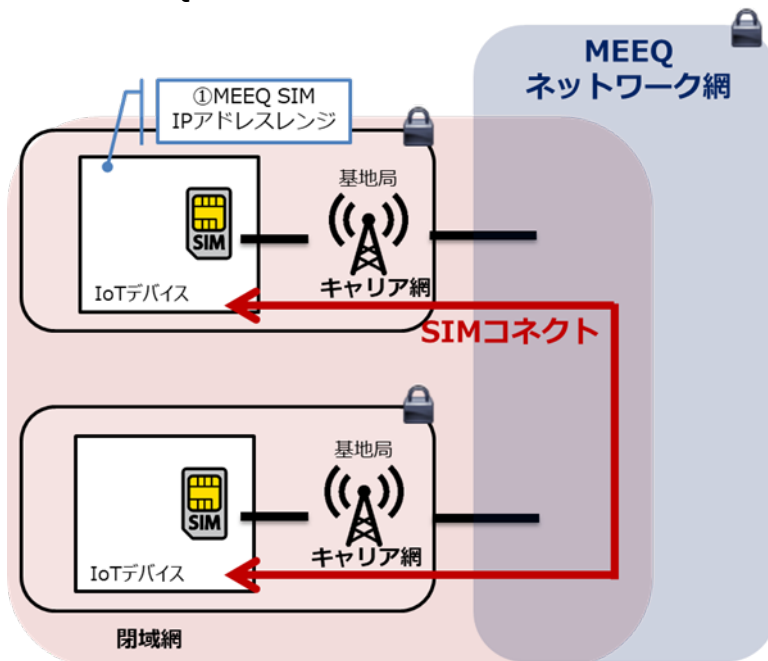 MEEQ
ネットワーク網
①MEEQ SIM
IPアドレスレンジ
基地局
SIM
IoTデバイス
キャリア網
SIMコネクト
基地局
SIM
キャリア網
IoTデバイス
閉域網